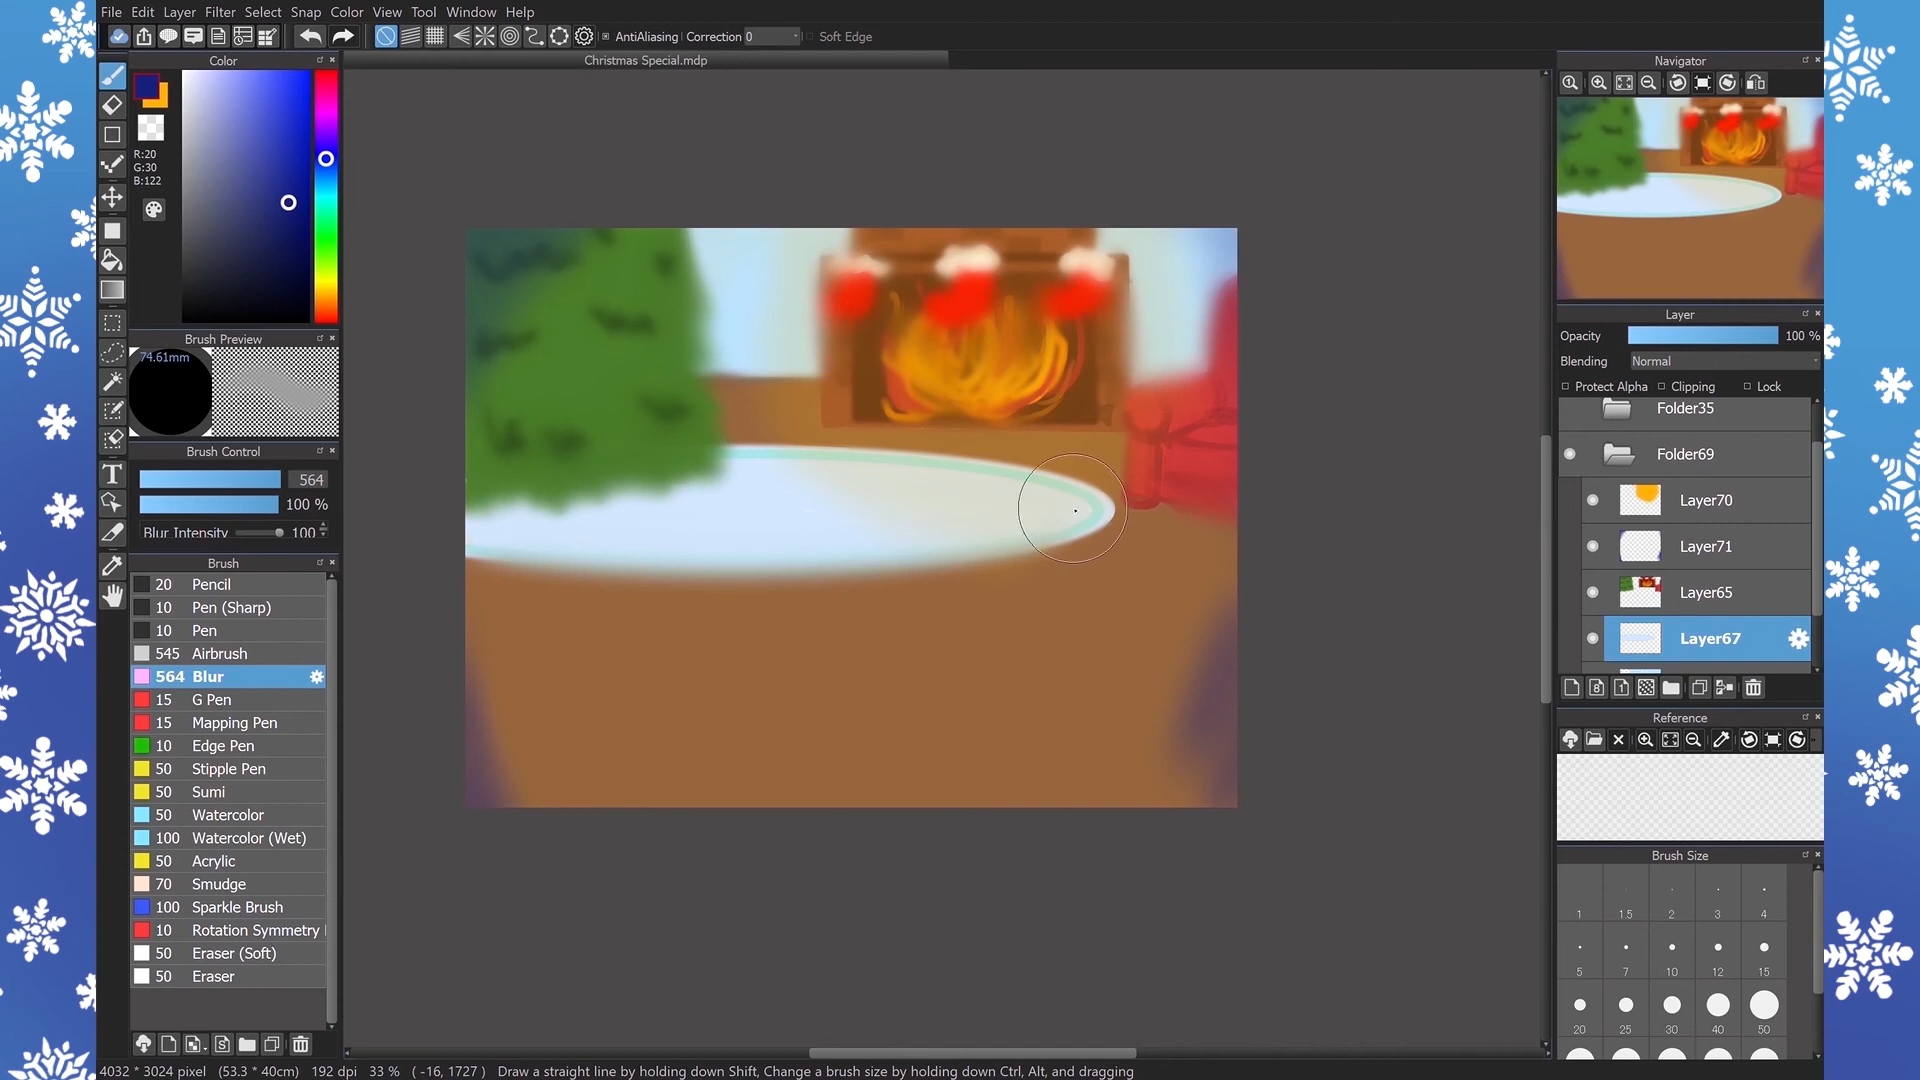 File Edit Layer Filter Select Snap Color View Tool Window Help
AntiAliasing Correction 0 Soft Edge
Color
Christmas Special.mdp
Navigator
R:20
G:30
B:122
Brush Preview
74.61mm
Brush Control
564
100 %
Blur Intensity 100
Brush
20 Pencil
10 Pen (Sharp)
10 Pen
545 Airbrush
564 Blur
15 G Pen
15 Mapping Pen
10 Edge Pen
50 Stipple Pen
50 Sumi
50 Watercolor
100 Watercolor (Wet)
50 Acrylic
70 Smudge
100 Sparkle Brush
10 Rotation Symmetry
50 Eraser (Soft)
50 Eraser
Layer
Opacity 100 %
Blending Normal
Protect Alpha Clipping Lock
Folder35
Folder69
Layer70
Layer71
Layer65
Layer67
Reference
Brush Size
1 1.5 2 3 4
5 7 10 12 15
20 25 30 40 50
4032 * 3024 pixel (53.3 * 40cm) 192 dpi 33 % ( -16, 1727 ) Draw a straight line by holding down Shift, Change a brush size by holding down Ctrl, Alt, and dragging